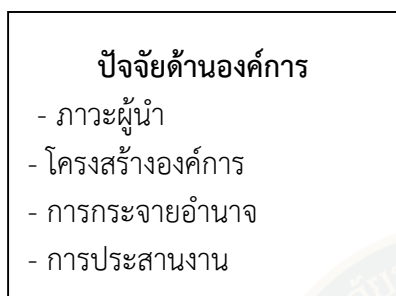 ปัจจัยด้านองค์การ
- ภาวะผู้นำ
- โครงสร้างองค์การ
- การกระจายอำนาจ
- การประสานงาน